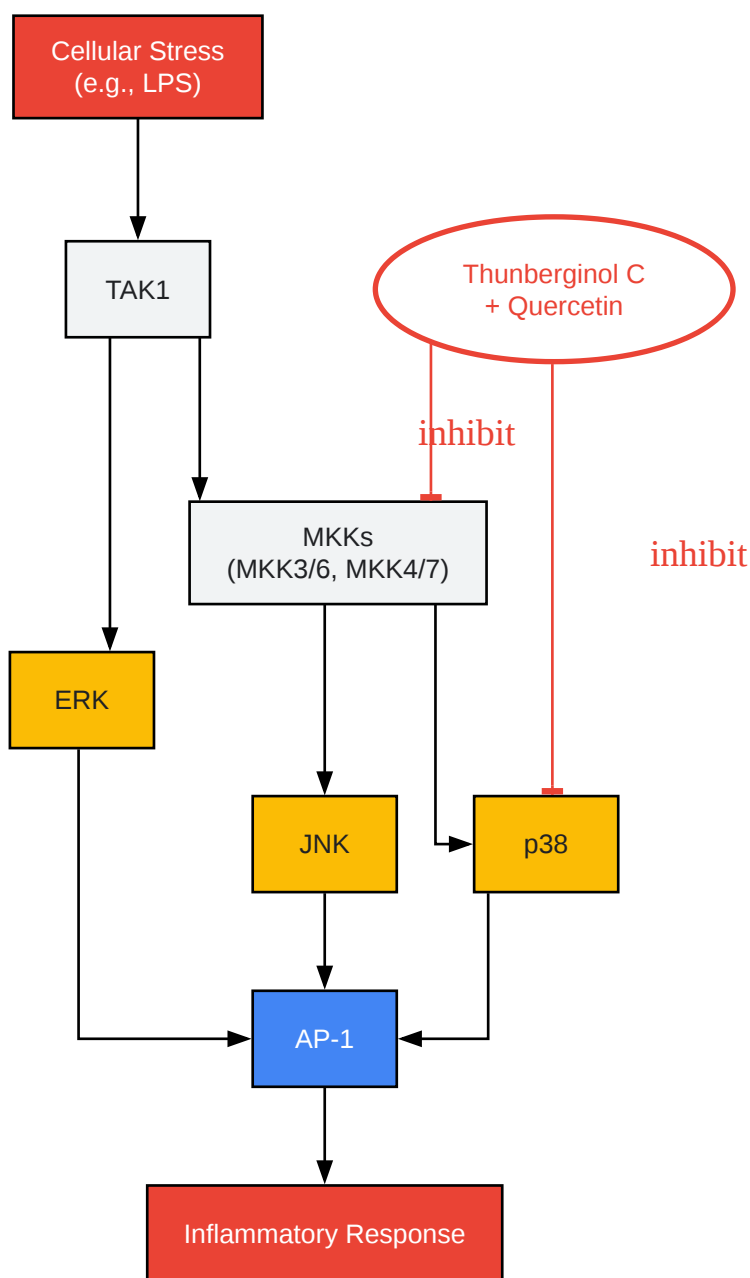 Cellular Stress
(e.g., LPS)
TAK1
Thunberginol C
+ Quercetin
inhibit
MKKs
(MKK3/6, MKK4/7)
inhibit
ERK
JNK
p38
AP-1
Inflammatory Response